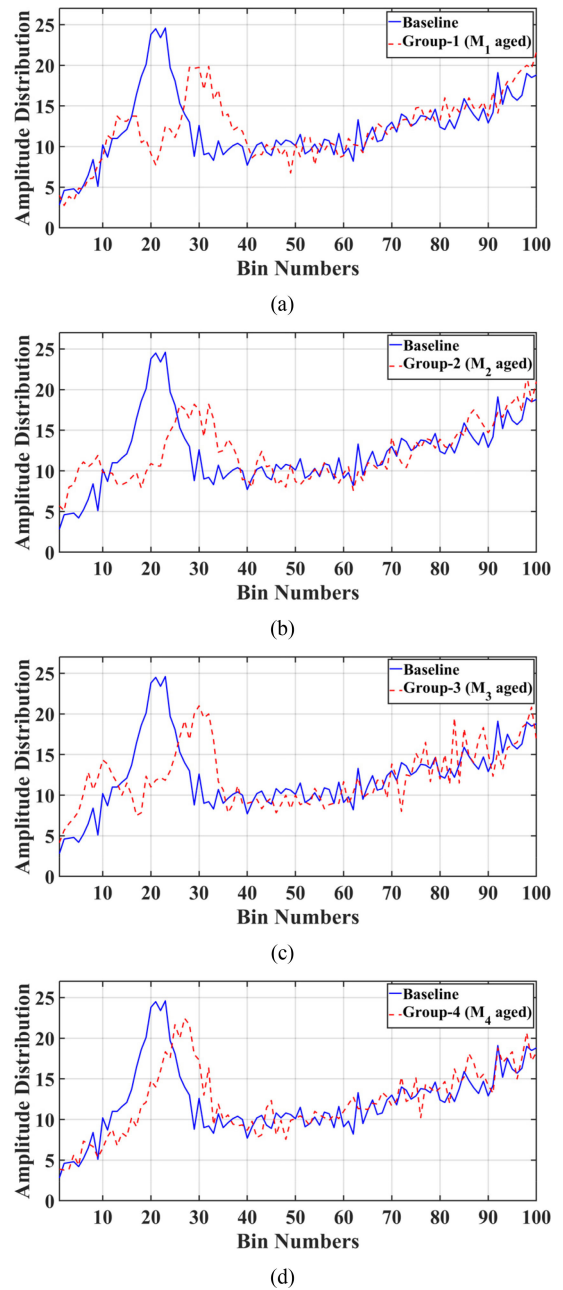 25
20
15
10
5
0
Amplitude Distribution
Baseline
Group-1 (M1 aged)
10 20 30 40 50 60 70 80 90 100
Bin Numbers
(a)
25
20
15
10
5
0
Amplitude Distribution
Baseline
Group-2 (M2 aged)
10 20 30 40 50 60 70 80 90 100
Bin Numbers
(b)
25
20
15
10
5
0
Amplitude Distribution
Baseline
Group-3 (M3 aged)
10 20 30 40 50 60 70 80 90 100
Bin Numbers
(c)
25
20
15
10
5
0
Amplitude Distribution
Baseline
Group-4 (M4 aged)
10 20 30 40 50 60 70 80 90 100
Bin Numbers
(d)